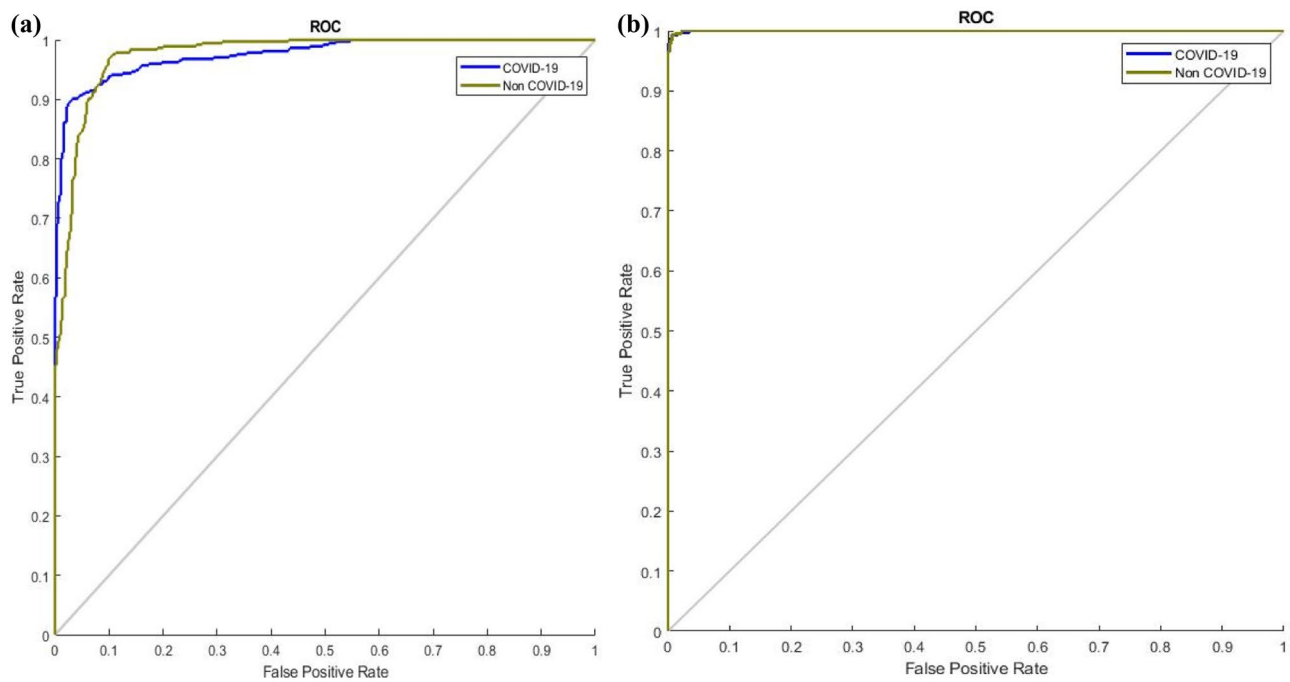 (a)
ROC
COVID-19
Non COVID-19
1
0.9
0.8
0.7
0.6
0.5
0.4
0.3
0.2
0.1
0
True Positive Rate
0 0.1 0.2 0.3 0.4 0.5 0.6 0.7 0.8 0.9 1
False Positive Rate
(b)
ROC
COVID-19
Non COVID-19
1
0.9
0.8
0.7
0.6
0.5
0.4
0.3
0.2
0.1
0
True Positive Rate
0 0.1 0.2 0.3 0.4 0.5 0.6 0.7 0.8 0.9 1
False Positive Rate